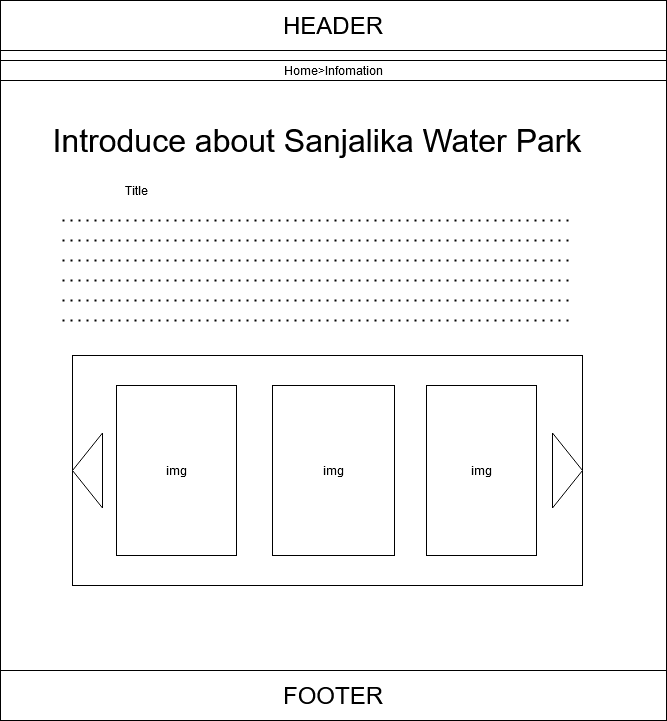 HEADER
Home>Infomation
Introduce about Sanjalika Water Park
Title
img img img
FOOTER